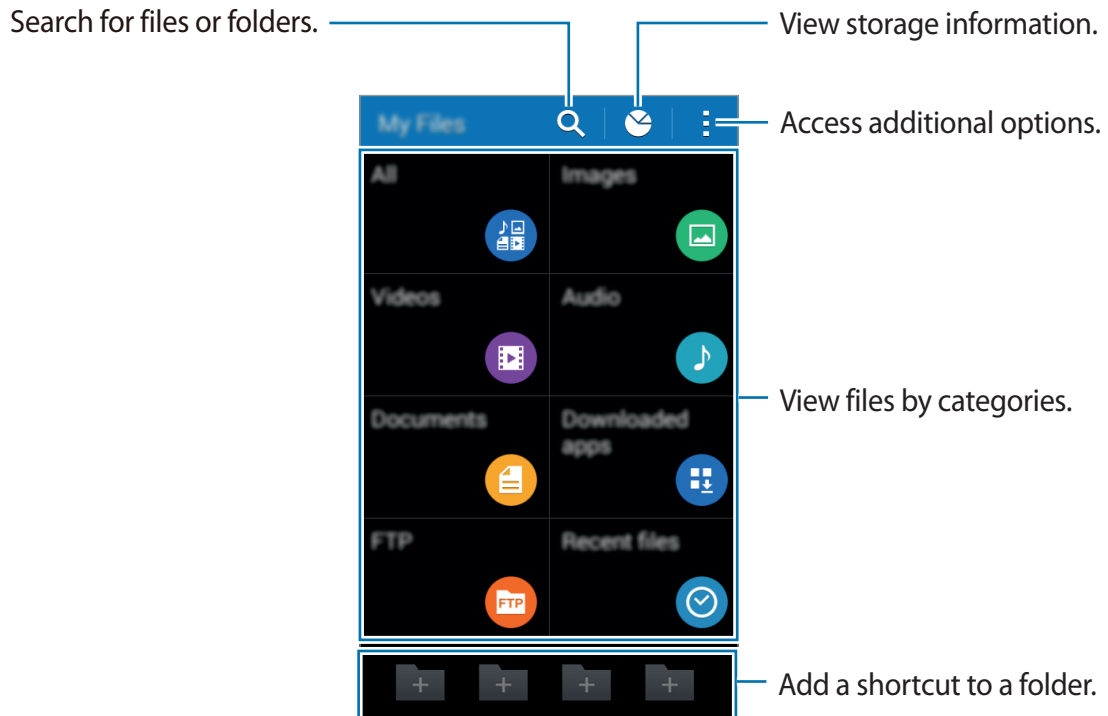 Search for files or folders.
View storage information.
My Files
Access additional options.
All
Images
Videos
Audio
View files by categories.
Documents
Downloaded
apps
FTP
Recent files
FTP
Add a shortcut to a folder.